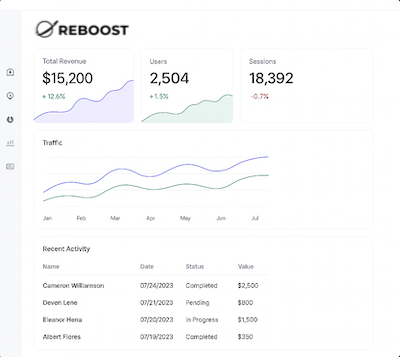 REBOOST
Total Revenue
$15,200
+12.6%
Users
2,504
+1.5%
Sessions
18,392
-0.7%
Traffic
Jan Feb Mar Apr May Jun Jul
Recent Activity
Name Date Status Value
Cameron Williamnson 07/24/2023 Completed $2,500
Deven Lene 07/21/2023 Pending $800
Eleanor Hena 07/20/2023 In Progress $1,500
Albert Flores 07/19/2023 Completed $350